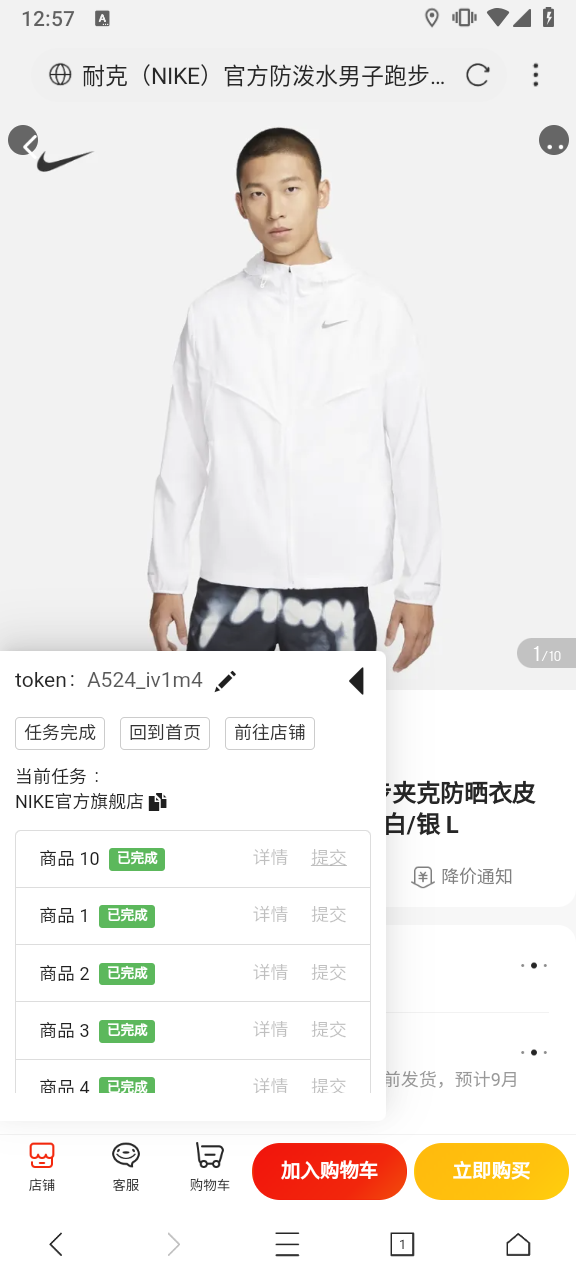 12:57
A
耐克（NIKE）官方防泼水男子跑步...
1/10
token： A524_iv1m4
任务完成 回到首页 前往店铺
当前任务：
NIKE官方旗舰店
商品 10 已完成 详情 提交
商品 1 已完成 详情 提交
商品 2 已完成 详情 提交
商品 3 已完成 详情 提交
商品 4 已完成 详情 提交
夹克防晒衣皮
白/银 L
降价通知
前发货，预计9月
店铺 客服 购物车 加入购物车 立即购买
1